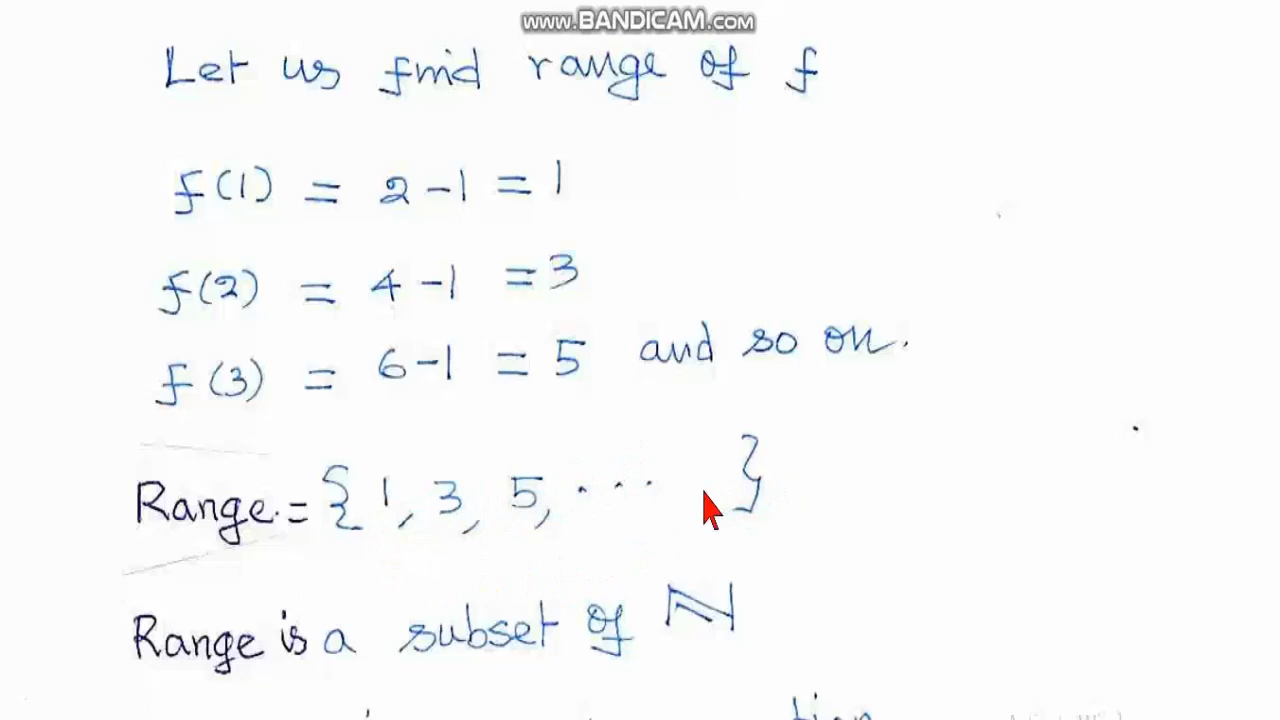 www.BANDICAM.com
Let us find range of f
f(1) = 2 - 1 = 1
f(2) = 4 - 1 = 3
f(3) = 6 - 1 = 5 and so on.
Range = { 1, 3, 5, ... }
Range is a subset of ℕ